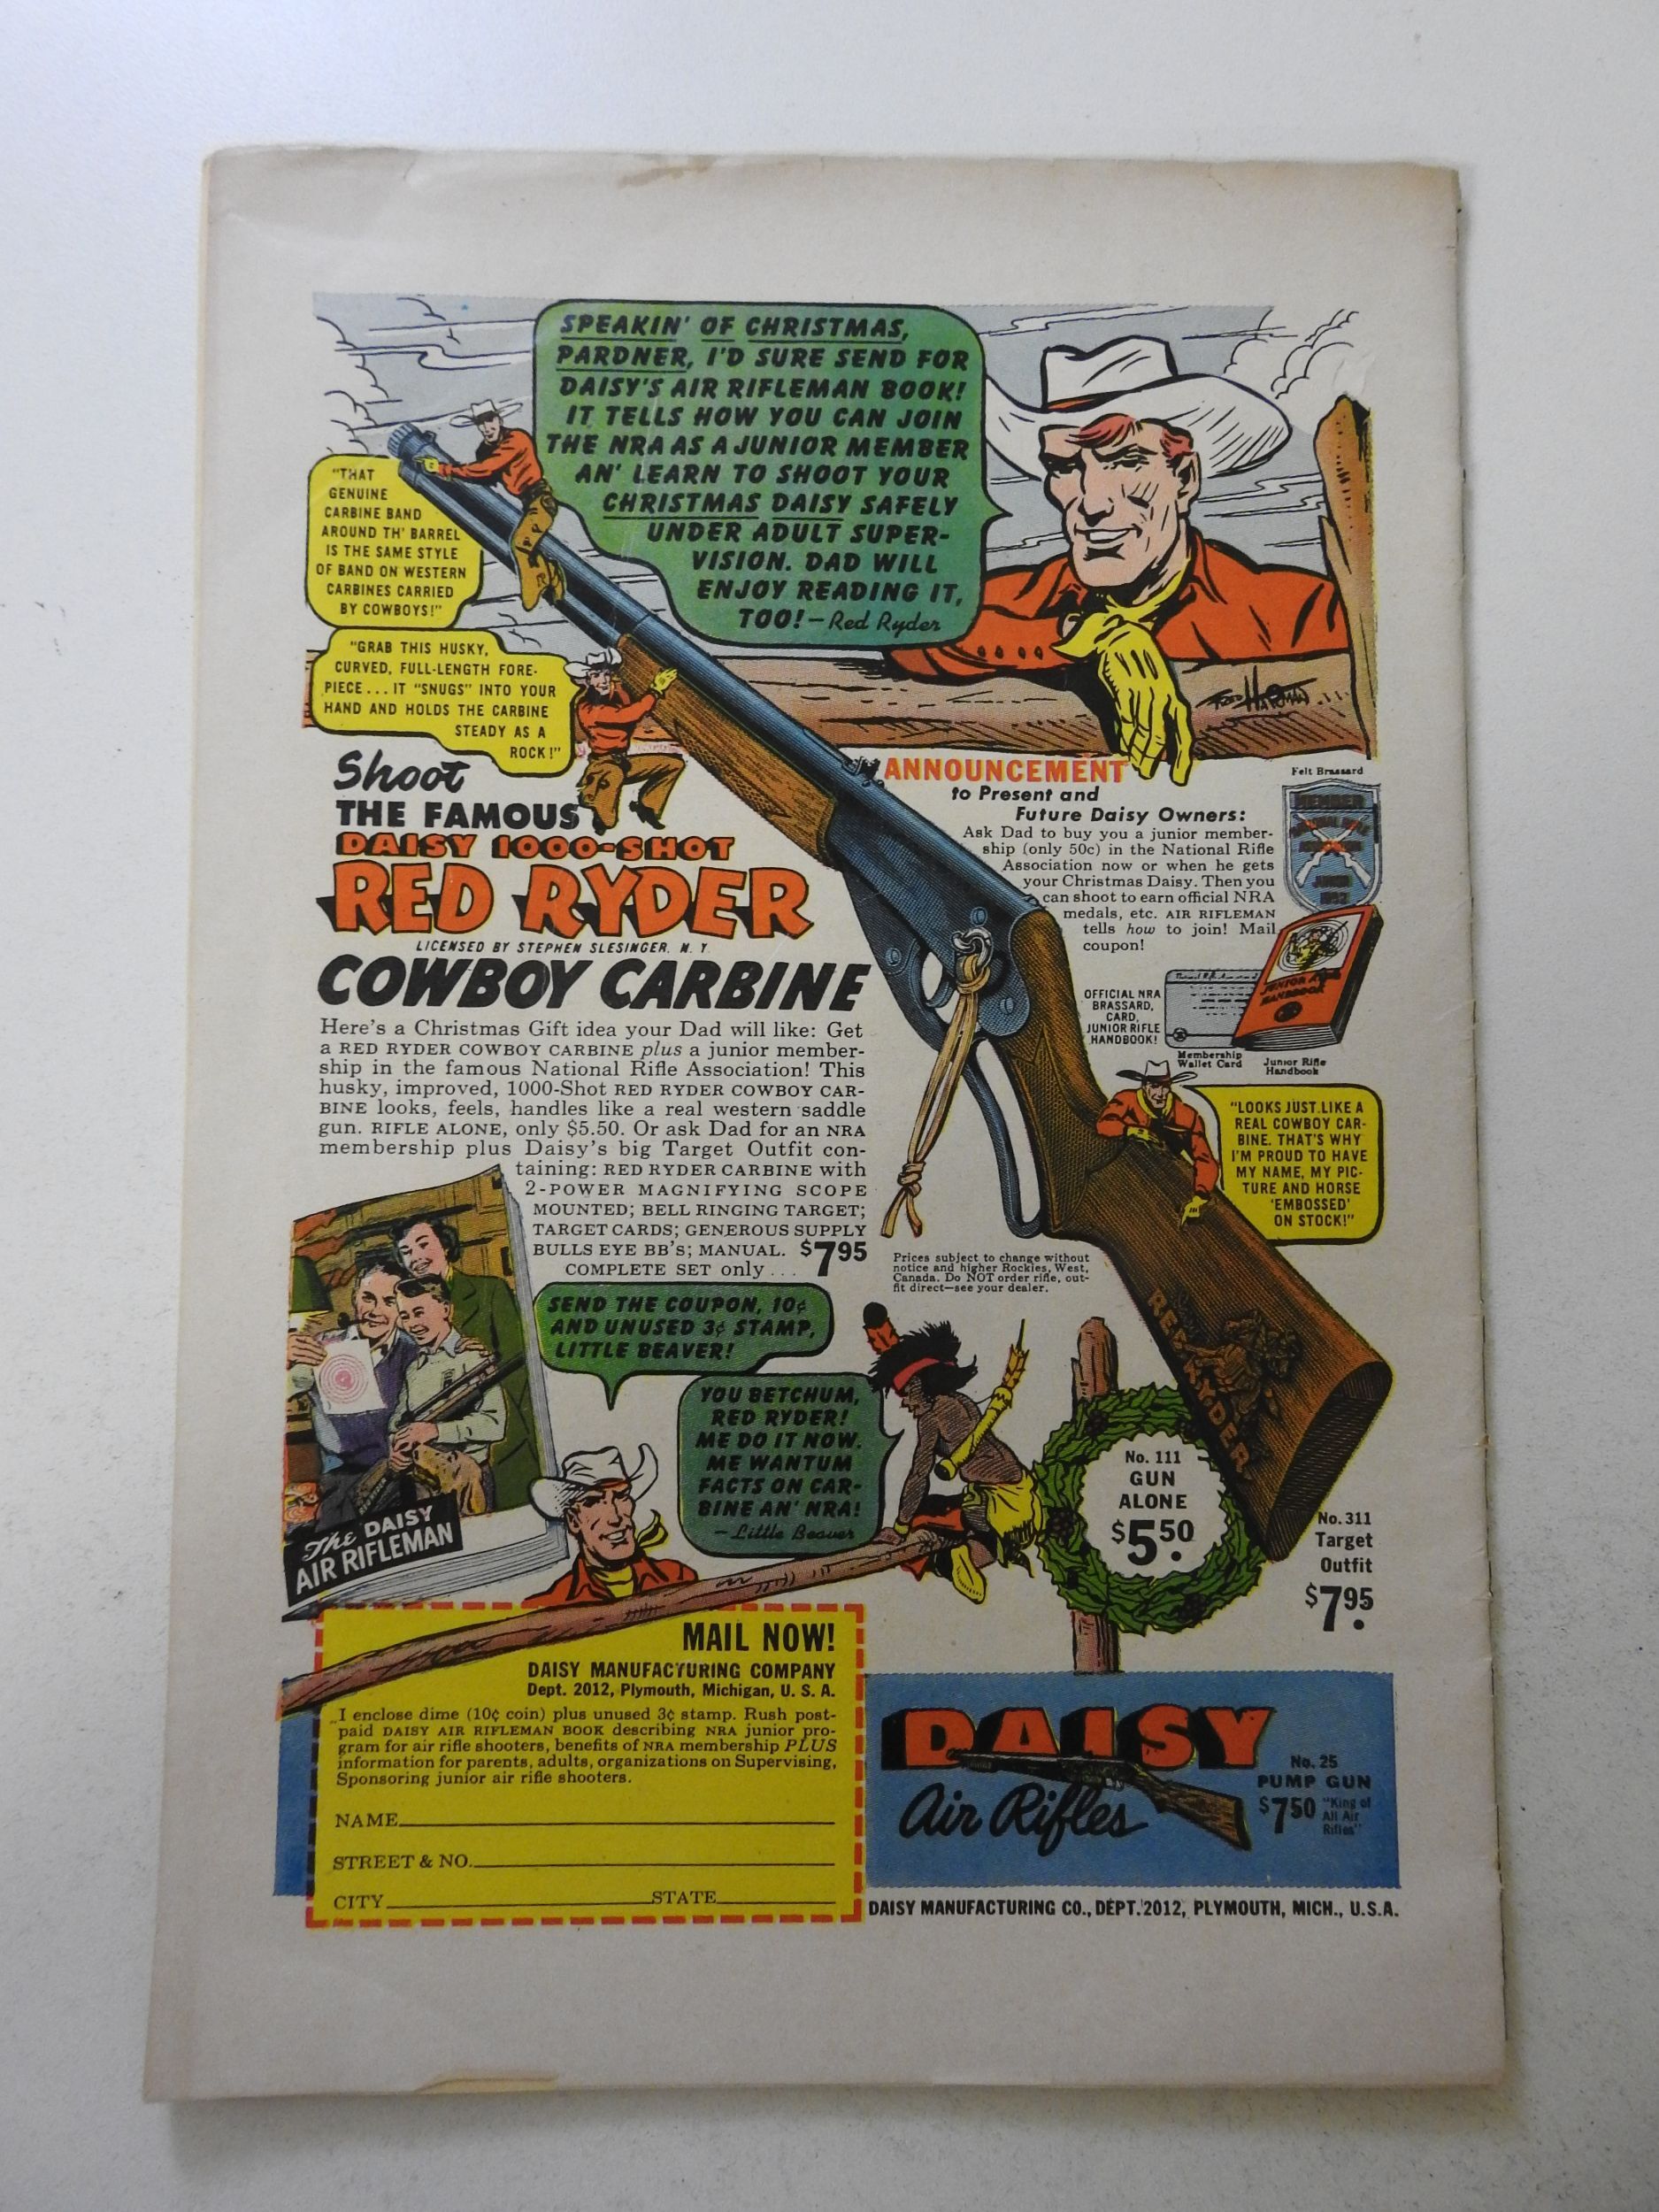 SPEAKIN' OF CHRISTMAS,
PARDNER, I'D SURE SEND FOR
DAISY'S AIR RIFLEMAN BOOK!
IT TELLS HOW YOU CAN JOIN
THE NRA AS A JUNIOR MEMBER
AN' LEARN TO SHOOT YOUR
CHRISTMAS DAISY SAFELY
UNDER ADULT SUPER-
VISION. DAD WILL
ENJOY READING IT,
TOO! – Red Ryder
"THAT
GENUINE
CARBINE BAND
AROUND TH' BARREL
IS THE SAME STYLE
OF BAND ON WESTERN
CARBINES CARRIED
BY COWBOYS!"
"GRAB THIS HUSKY,
CURVED, FULL-LENGTH FORE-
PIECE... IT "SNUGS" INTO YOUR
HAND AND HOLDS THE CARBINE
STEADY AS A
ROCK!"
FRED HARMAN
Shoot
THE FAMOUS
DAISY 1000-SHOT
RED RYDER
LICENSED BY STEPHEN SLESINGER, N. Y.
COWBOY CARBINE
Here's a Christmas Gift idea your Dad will like: Get
a RED RYDER COWBOY CARBINE plus a junior member-
ship in the famous National Rifle Association! This
husky, improved, 1000-Shot RED RYDER COWBOY CAR-
BINE looks, feels, handles like a real western saddle
gun. RIFLE ALONE, only $5.50. Or ask Dad for an NRA
membership plus Daisy's big Target Outfit con-
taining: RED RYDER CARBINE with
2-POWER MAGNIFYING SCOPE
MOUNTED; BELL RINGING TARGET;
TARGET CARDS; GENEROUS SUPPLY
BULLS EYE BB'S; MANUAL. $7.95
COMPLETE SET only...
ANNOUNCEMENT
to Present and
Future Daisy Owners:
Ask Dad to buy you a junior member-
ship (only 50c) in the National Rifle
Association now or when he gets
your Christmas Daisy. Then you
can shoot to earn official NRA
medals, etc. AIR RIFLEMAN
tells how to join! Mail
coupon!
Felt Brassard
MEMBER
NATIONAL RIFLE
ASSOCIATION
JUNIOR
1952
OFFICIAL NRA
BRASSARD,
CARD,
JUNIOR RIFLE
HANDBOOK!
JUNIOR RIFLE
HANDBOOK
Membership
Wallet Card
Junior Rifle
Handbook
"LOOKS JUST LIKE A
REAL COWBOY CAR-
BINE. THAT'S WHY
I'M PROUD TO HAVE
MY NAME, MY PIC-
TURE AND HORSE
'EMBOSSED'
ON STOCK!"
Prices subject to change without
notice and higher Rockies, West,
Canada. Do NOT order rifle, out-
fit direct—see your dealer.
RED RYDER
SEND THE COUPON, 10¢
AND UNUSED 3¢ STAMP,
LITTLE BEAVER!
YOU BETCHUM,
RED RYDER!
ME DO IT NOW.
ME WANTUM
FACTS ON CAR-
BINE AN' NRA!
– Little Beaver
The DAISY
AIR RIFLEMAN
No. 111
GUN
ALONE
$5.50
No. 311
Target
Outfit
$7.95
MAIL NOW!
DAISY MANUFACTURING COMPANY
Dept. 2012, Plymouth, Michigan, U. S. A.
I enclose dime (10¢ coin) plus unused 3¢ stamp. Rush post-
paid DAISY AIR RIFLEMAN BOOK describing NRA junior pro-
gram for air rifle shooters, benefits of NRA membership PLUS
information for parents, adults, organizations on Supervising,
Sponsoring junior air rifle shooters.
NAME
STREET & NO.
CITY STATE
DAISY
Air Rifles
No. 25
PUMP GUN
$7.50 "King of
All Air
Rifles"
DAISY MANUFACTURING CO., DEPT. 2012, PLYMOUTH, MICH., U.S.A.